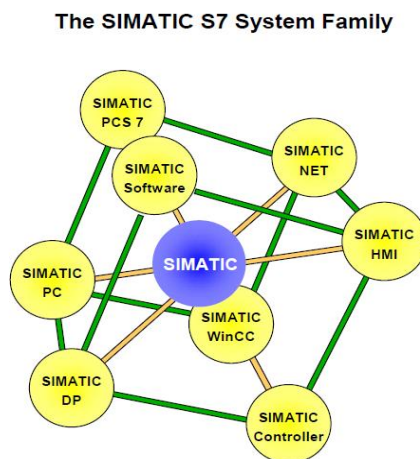 The SIMATIC S7 System Family
SIMATIC
PCS 7
SIMATIC
NET
SIMATIC
Software
SIMATIC
HMI
SIMATIC
SIMATIC
PC
SIMATIC
WinCC
SIMATIC
DP
SIMATIC
Controller